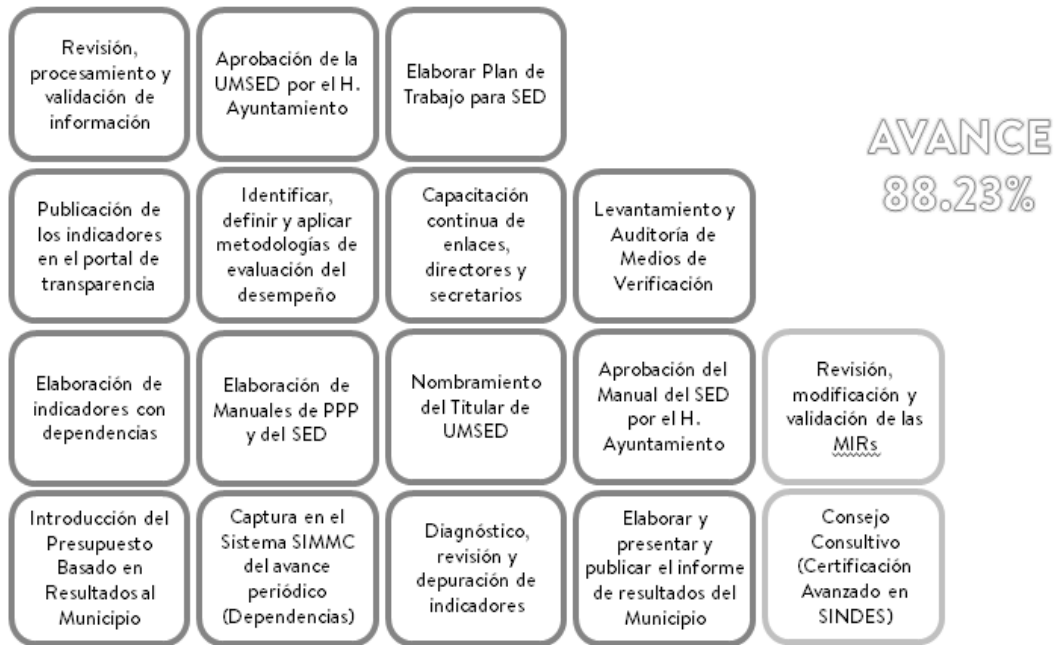 Revisión,
procesamiento y
validación de
información
Aprobación de la
UMSED por el H.
Ayuntamiento
Elaborar Plan de
Trabajo para SED
AVANCE
88.23%
Publicación de
los indicadores
en el portal de
transparencia
Identificar,
definir y aplicar
metodologías de
evaluación del
desempeño
Capacitación
continua de
enlaces,
directores y
secretarios
Levantamiento y
Auditoría de
Medios de
Verificación
Elaboración de
indicadores con
dependencias
Elaboración de
Manuales de PPP
y del SED
Nombramiento
del Titular de
UMSED
Aprobación del
Manual del SED
por el H.
Ayuntamiento
Revisión,
modificación y
validación de las
MIRs
Introducción del
Presupuesto
Basado en
Resultados al
Municipio
Captura en el
Sistema SIMMC
del avance
periódico
(Dependencias)
Diagnóstico,
revisión y
depuración de
indicadores
Elaborar y
presentar y
publicar el informe
de resultados del
Municipio
Consejo
Consultivo
(Certificación
Avanzado en
SINDES)